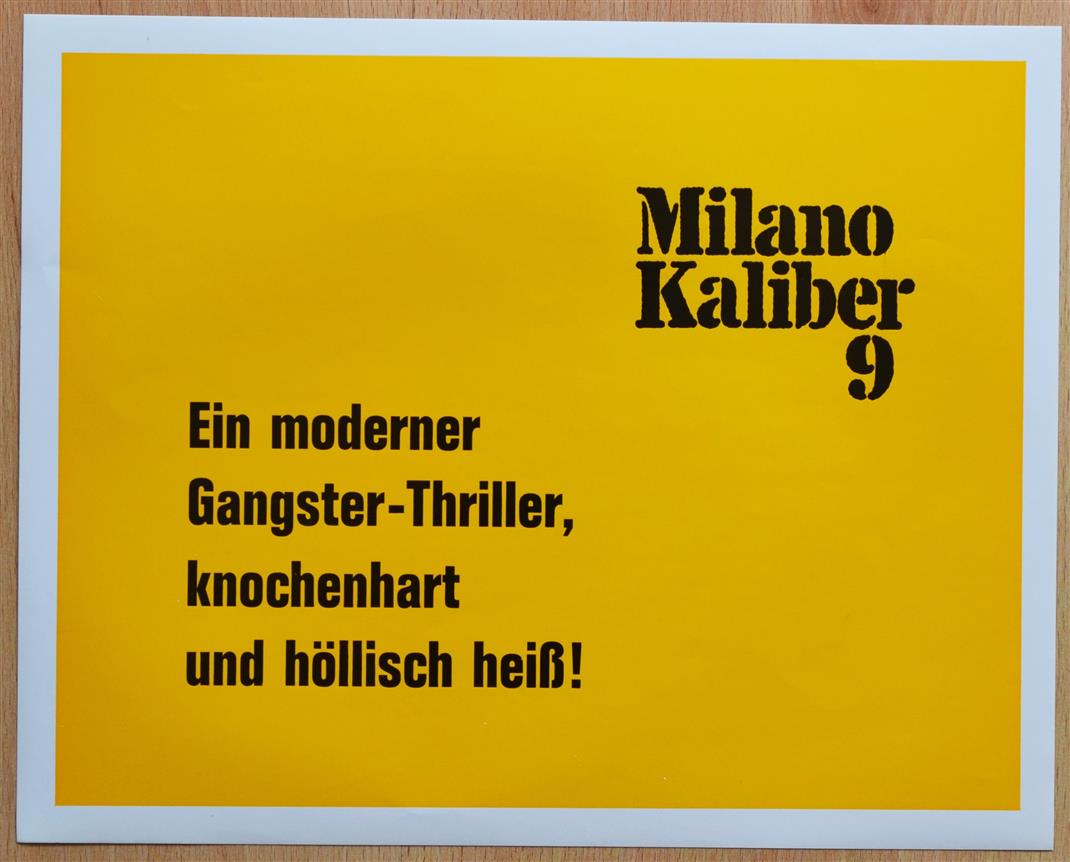 Milano
Kaliber
9
Ein moderner
Gangster-Thriller,
knochenhart
und höllisch heiß!